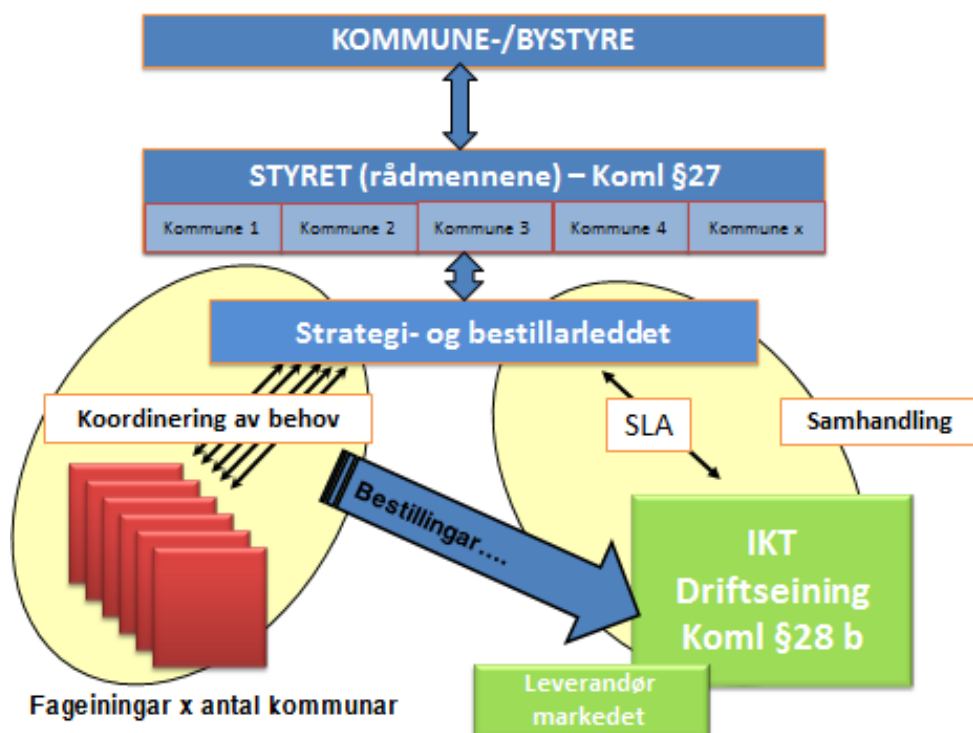 KOMMUNE-/BYSTYRE
STYRET (rådmennene) – Koml §27
Kommune 1
Kommune 2
Kommune 3
Kommune 4
Kommune x
Strategi- og bestillarleddet
Koordinering av behov
SLA
Samhandling
Bestillingar....
IKT
Driftseining
Koml §28 b
Leverandør
markedet
Fageiningar x antal kommunar